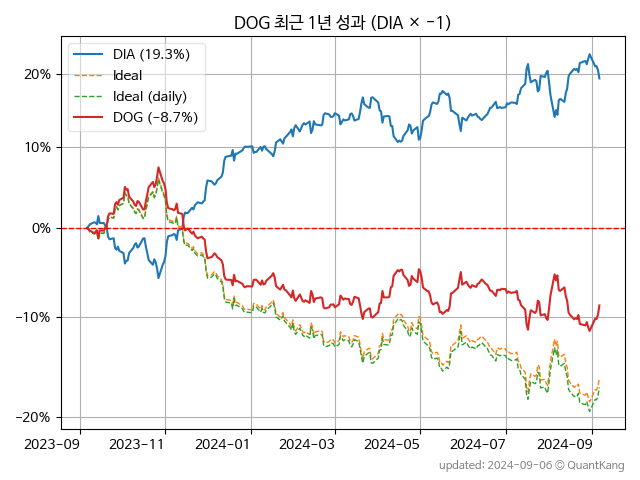 DOG 최근 1년 성과 (DIA × −1)
DIA (19.3%)
Ideal
Ideal (daily)
DOG (−8.7%)
20%
10%
0%
−10%
−20%
2023-09
2023-11
2024-01
2024-03
2024-05
2024-07
2024-09
updated: 2024-09-06 © QuantKang